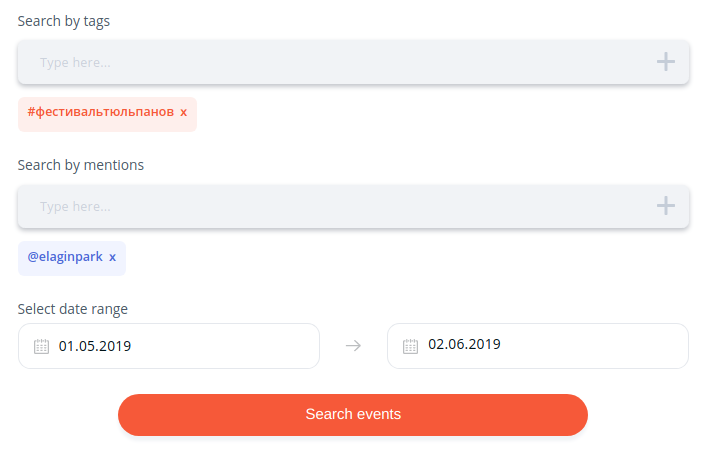 Search by tags
Type here...
#фестивальтюльпанов x
Search by mentions
Type here...
@elaginpark x
Select date range
01.05.2019
02.06.2019
Search events